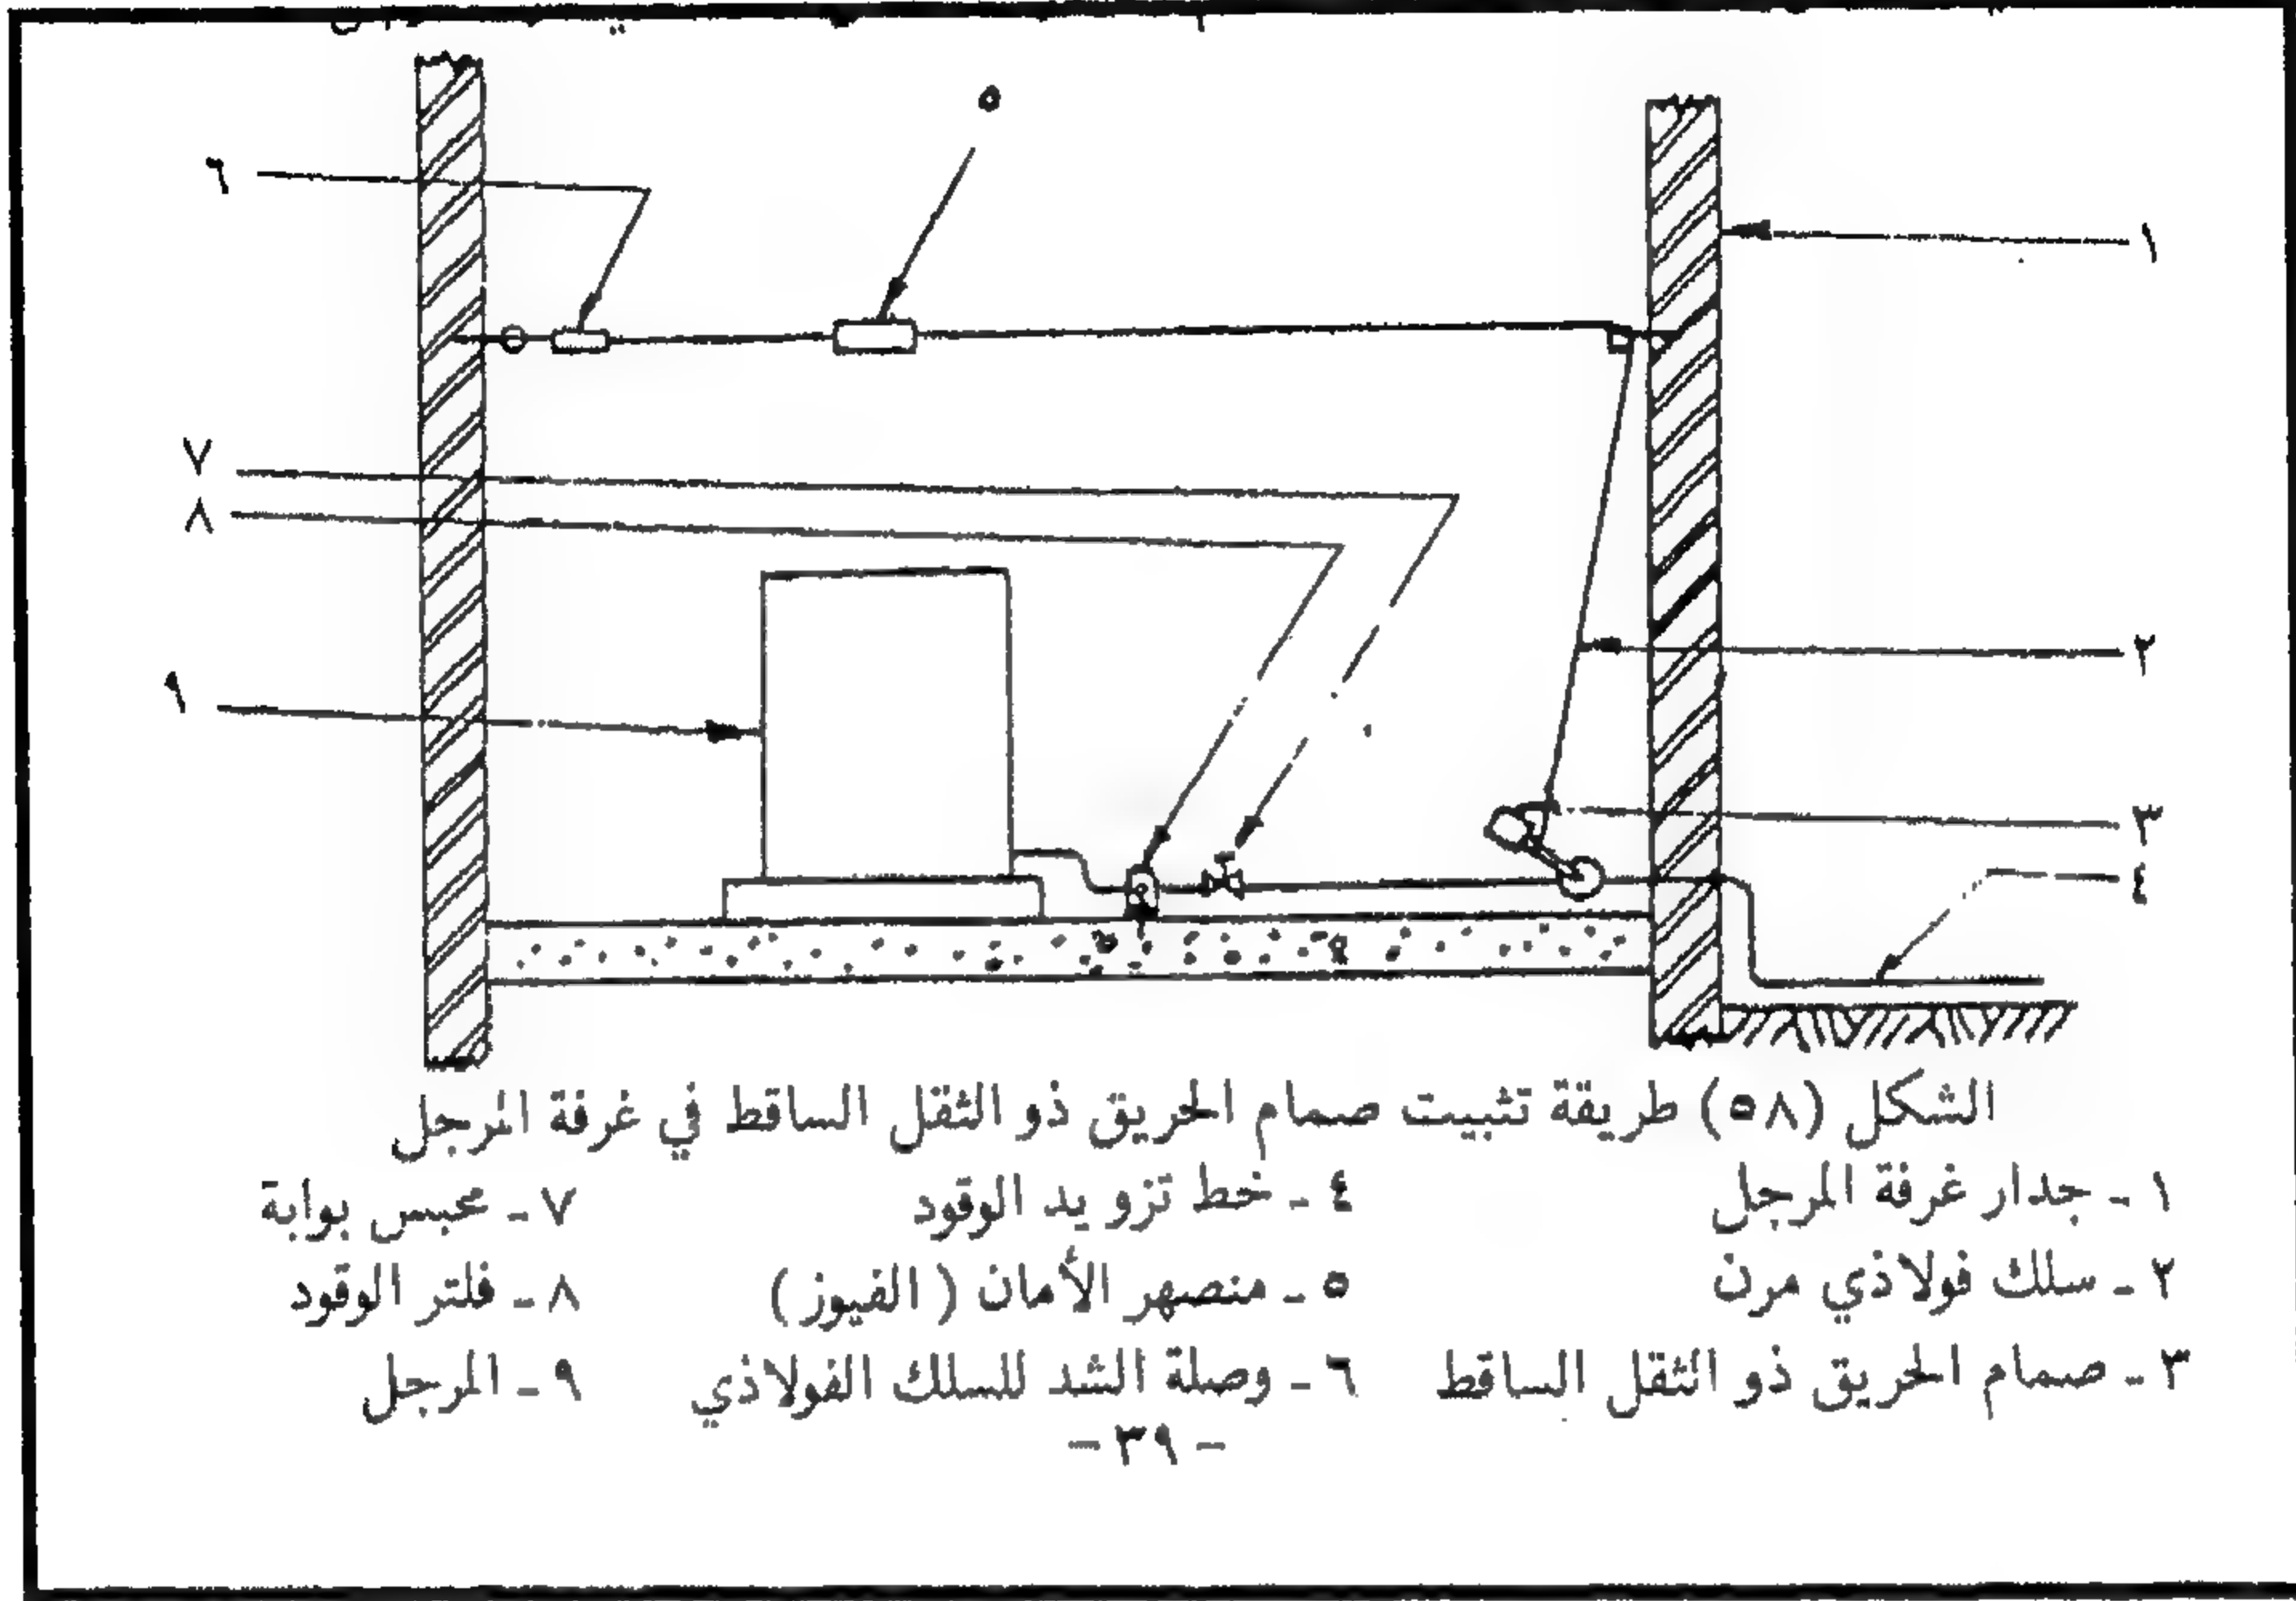 ٥
٦
١
٧
٨
٢
٩
٣
٤
الشكل (٥٨) طريقة تثبيت صمام الحريق ذو الثقل الساقط في غرفة المرجل
١ - جدار غرفة المرجل ٤ - خط تزويد الوقود ٧ - محبس بوابة
٢ - سلك فولاذي مرن ٥ - منصهر الأمان (الفيوز) ٨ - فلتر الوقود
٣ - صمام الحريق ذو الثقل الساقط ٦ - وصلة الشد للسلك الفولاذي ٩ - المرجل
- ٣٩ -